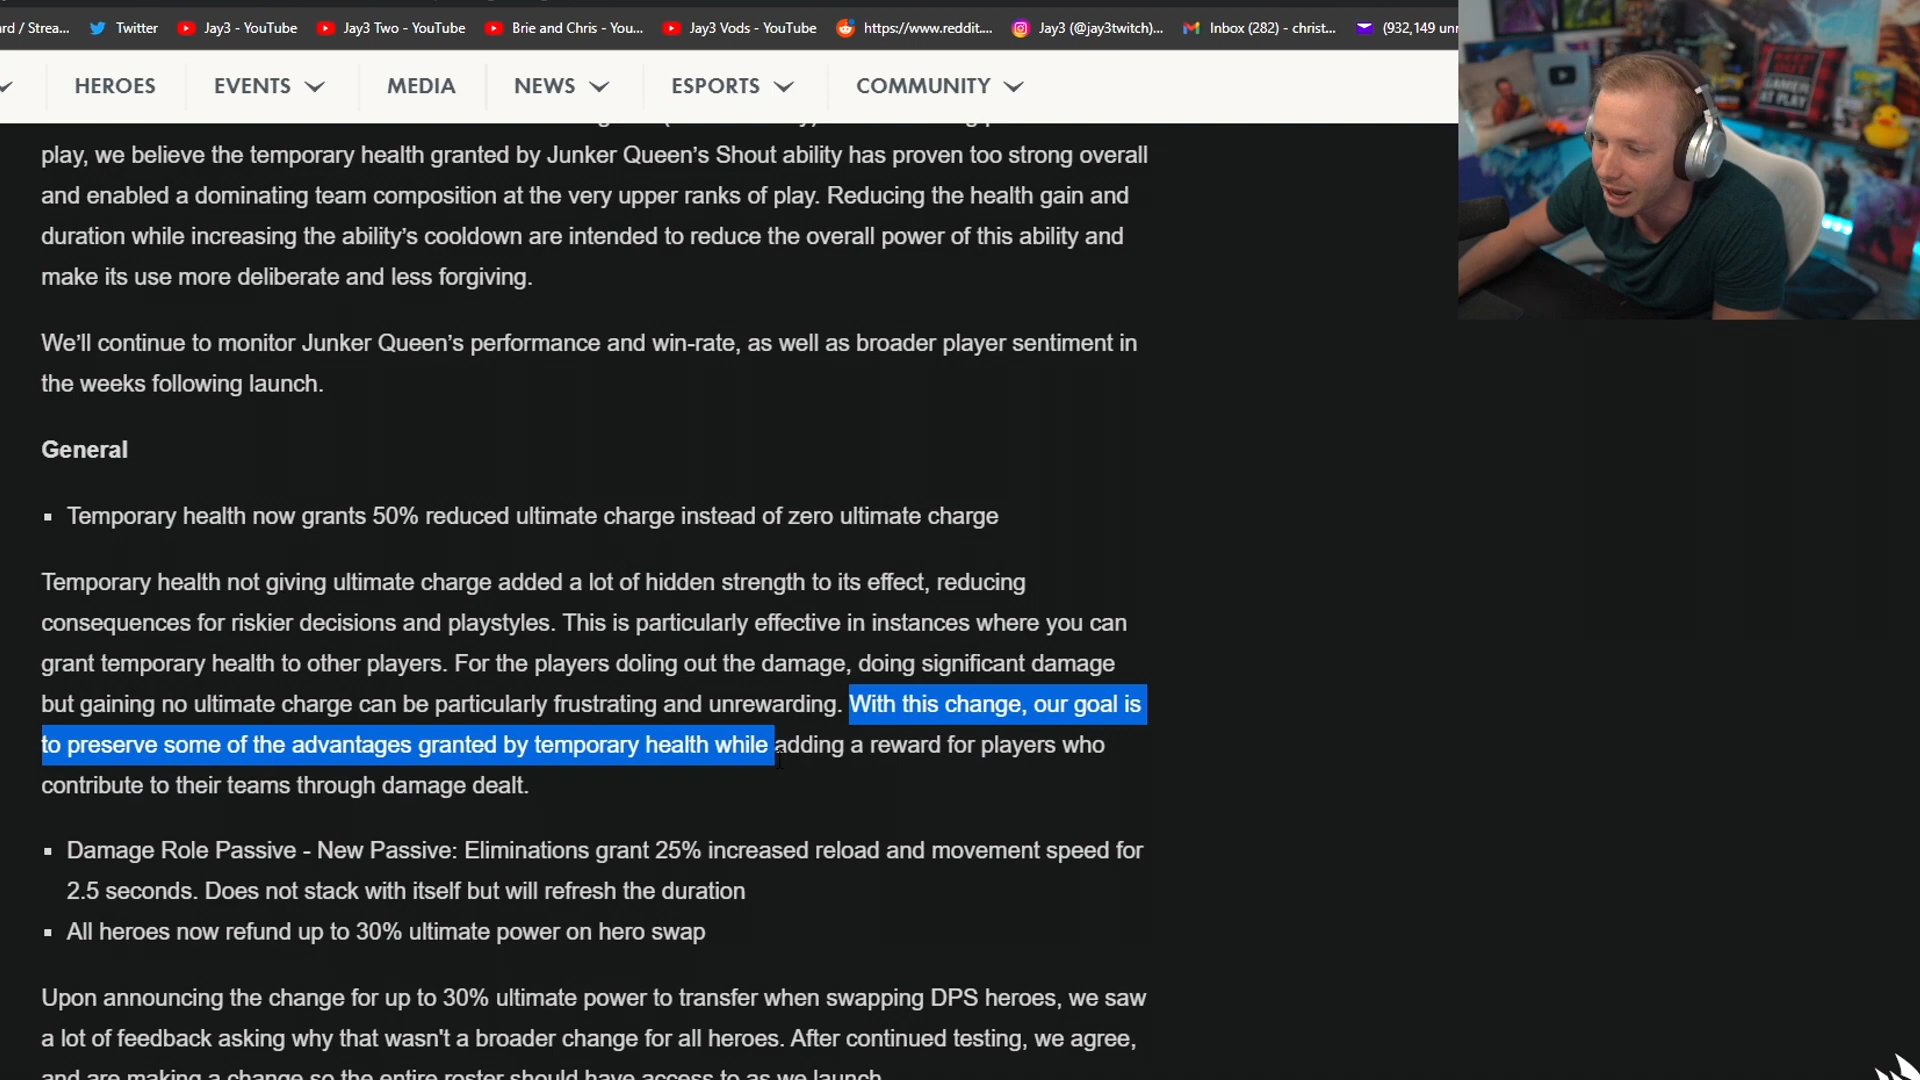 rd / Strea...
Twitter
Jay3 - YouTube
Jay3 Two - YouTube
Brie and Chris - You...
Jay3 Vods - YouTube
https://www.reddit....
Jay3 (@jay3twitch)...
Inbox (282) - christ...
(932,149 unr
HEROES
EVENTS
MEDIA
NEWS
ESPORTS
COMMUNITY
play, we believe the temporary health granted by Junker Queen’s Shout ability has proven too strong overall
and enabled a dominating team composition at the very upper ranks of play. Reducing the health gain and
duration while increasing the ability’s cooldown are intended to reduce the overall power of this ability and
make its use more deliberate and less forgiving.
We’ll continue to monitor Junker Queen’s performance and win-rate, as well as broader player sentiment in
the weeks following launch.
General
▪ Temporary health now grants 50% reduced ultimate charge instead of zero ultimate charge
Temporary health not giving ultimate charge added a lot of hidden strength to its effect, reducing
consequences for riskier decisions and playstyles. This is particularly effective in instances where you can
grant temporary health to other players. For the players doling out the damage, doing significant damage
but gaining no ultimate charge can be particularly frustrating and unrewarding. With this change, our goal is
to preserve some of the advantages granted by temporary health while adding a reward for players who
contribute to their teams through damage dealt.
▪ Damage Role Passive - New Passive: Eliminations grant 25% increased reload and movement speed for
2.5 seconds. Does not stack with itself but will refresh the duration
▪ All heroes now refund up to 30% ultimate power on hero swap
Upon announcing the change for up to 30% ultimate power to transfer when swapping DPS heroes, we saw
a lot of feedback asking why that wasn't a broader change for all heroes. After continued testing, we agree,
and are making a change so the entire roster should have access to as we launch